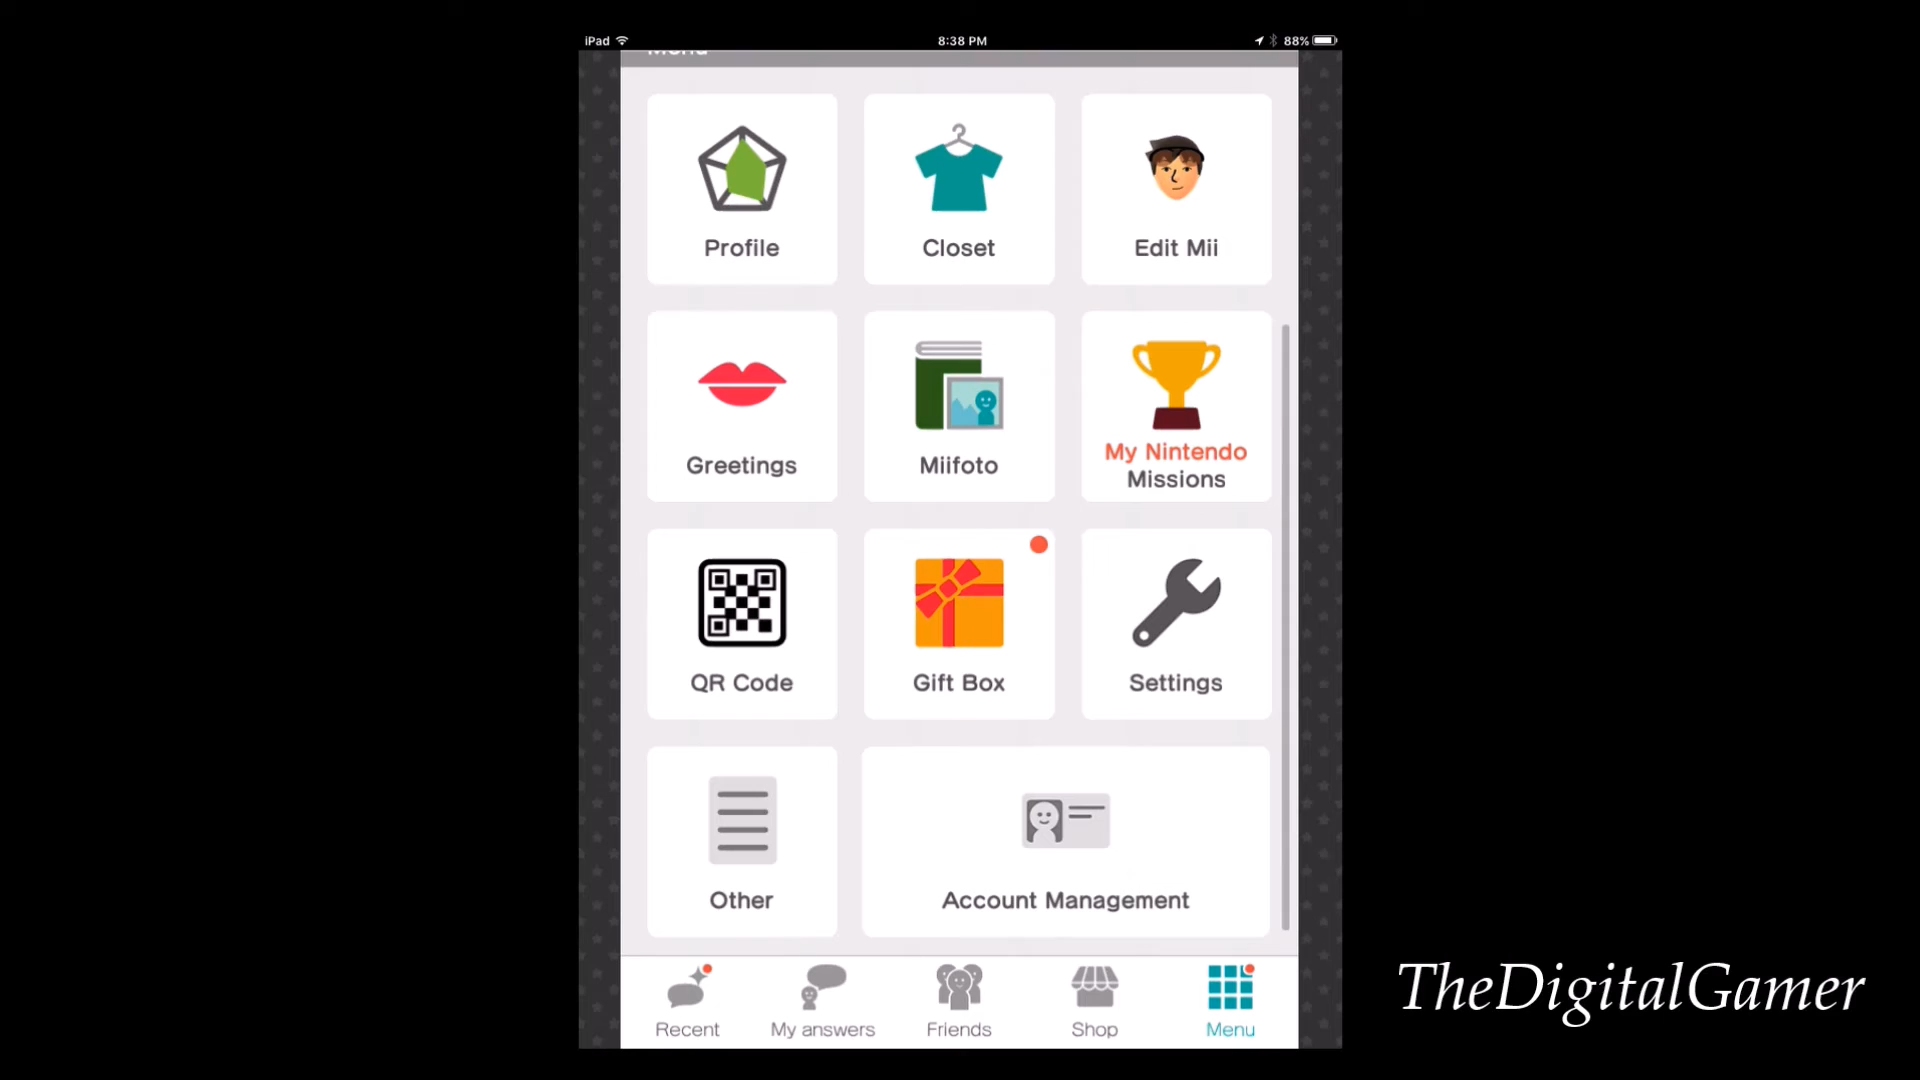 iPad 8:38 PM 88%
Menu
Profile Closet Edit Mii
Greetings Miifoto My Nintendo
Missions
QR Code Gift Box Settings
Other Account Management
Recent My answers Friends Shop Menu
TheDigitalGamer